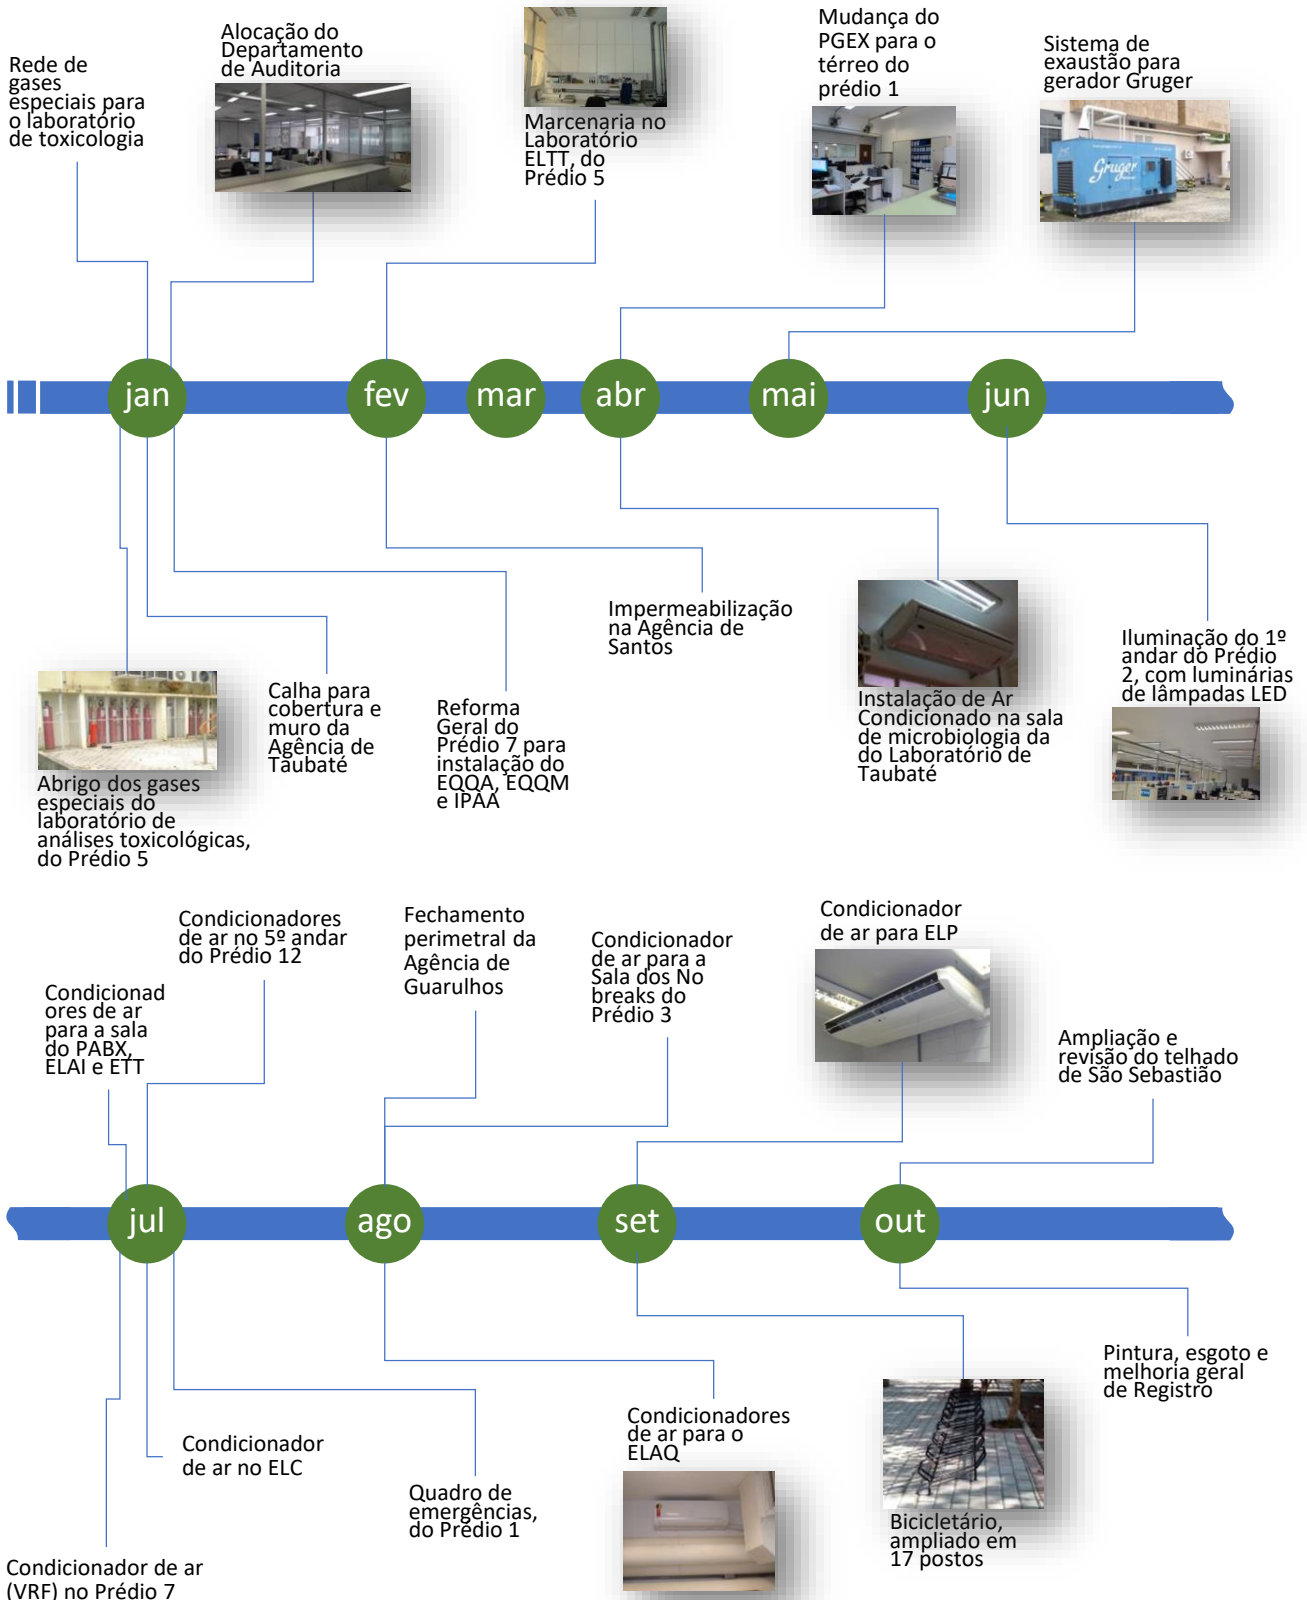 Rede de
gases
especiais para
o laboratório
de toxicologia
Alocação do
Departamento
de Auditoria
Marcenaria no
Laboratório
ELTT, do
Prédio 5
Mudança do
PGEX para o
térreo do
prédio 1
Sistema de
exaustão para
gerador Gruger
Gruger
jan
fev
mar
abr
mai
jun
Abrigo dos gases
especiais do
laboratório de
análises toxicológicas,
do Prédio 5
Calha para
cobertura e
muro da
Agência de
Taubaté
Reforma
Geral do
Prédio 7 para
instalação do
EQQA, EQQM
e IPAA
Impermeabilização
na Agência de
Santos
Instalação de Ar
Condicionado na sala
de microbiologia da
do Laboratório de
Taubaté
Iluminação do 1º
andar do Prédio
2, com luminárias
de lâmpadas LED
Condicionad
ores de ar
para a sala
do PABX,
ELAI e ETT
Condicionadores
de ar no 5º andar
do Prédio 12
Fechamento
perimetral da
Agência de
Guarulhos
Condicionador
de ar para a
Sala dos No
breaks do
Prédio 3
Condicionador
de ar para ELP
Ampliação e
revisão do telhado
de São Sebastião
jul
ago
set
out
Condicionador de ar
(VRF) no Prédio 7
Condicionador
de ar no ELC
Quadro de
emergências,
do Prédio 1
Condicionadores
de ar para o
ELAQ
Bicicletário,
ampliado em
17 postos
Pintura, esgoto e
melhoria geral
de Registro